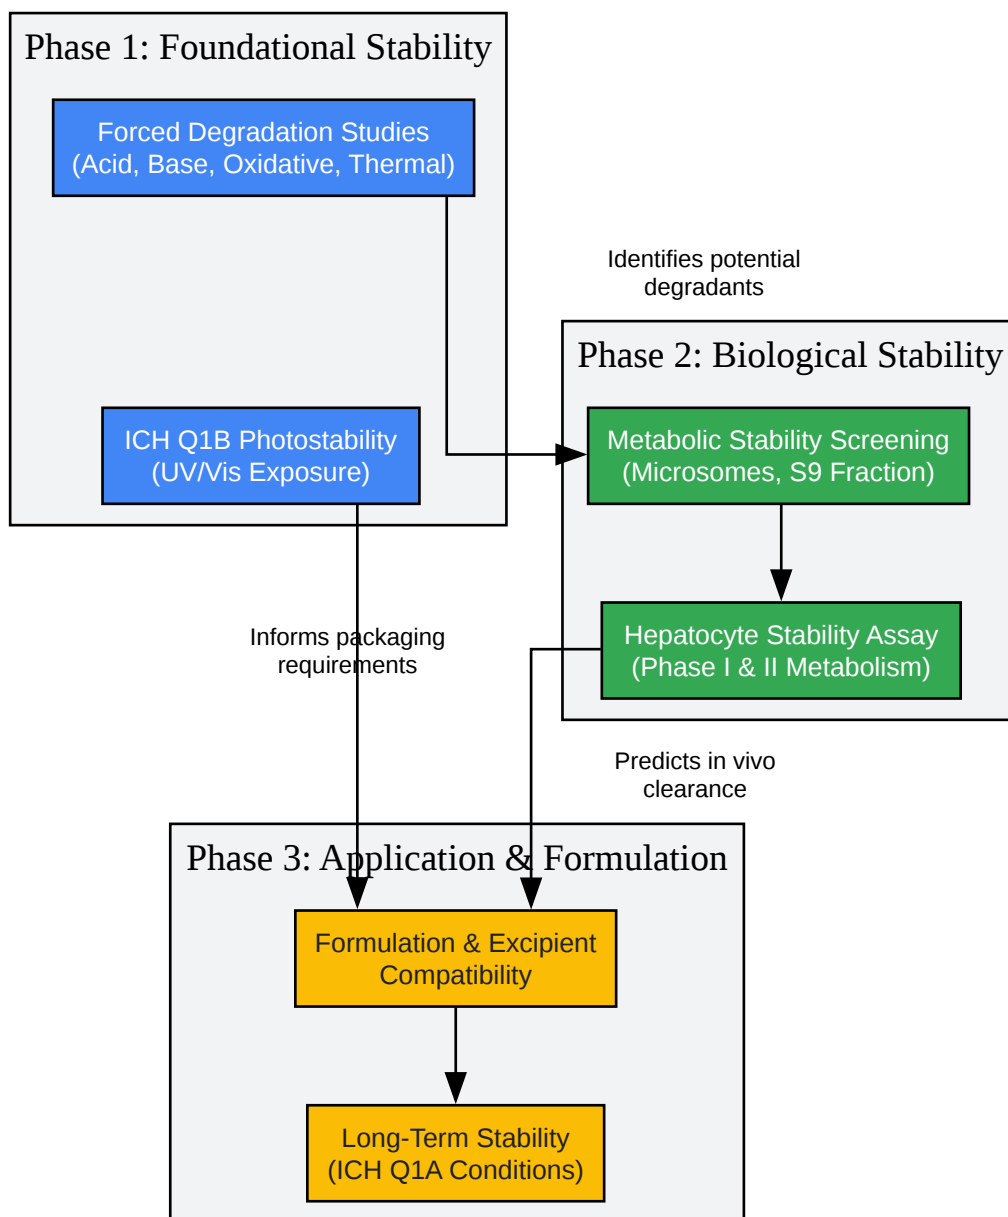 Phase 1: Foundational Stability
Forced Degradation Studies
(Acid, Base, Oxidative, Thermal)
Identifies potential
degradants
Phase 2: Biological Stability
ICH Q1B Photostability
(UV/Vis Exposure)
Metabolic Stability Screening
(Microsomes, S9 Fraction)
Informs packaging
requirements
Hepatocyte Stability Assay
(Phase I & II Metabolism)
Predicts in vivo
clearance
Phase 3: Application & Formulation
Formulation & Excipient
Compatibility
Long-Term Stability
(ICH Q1A Conditions)